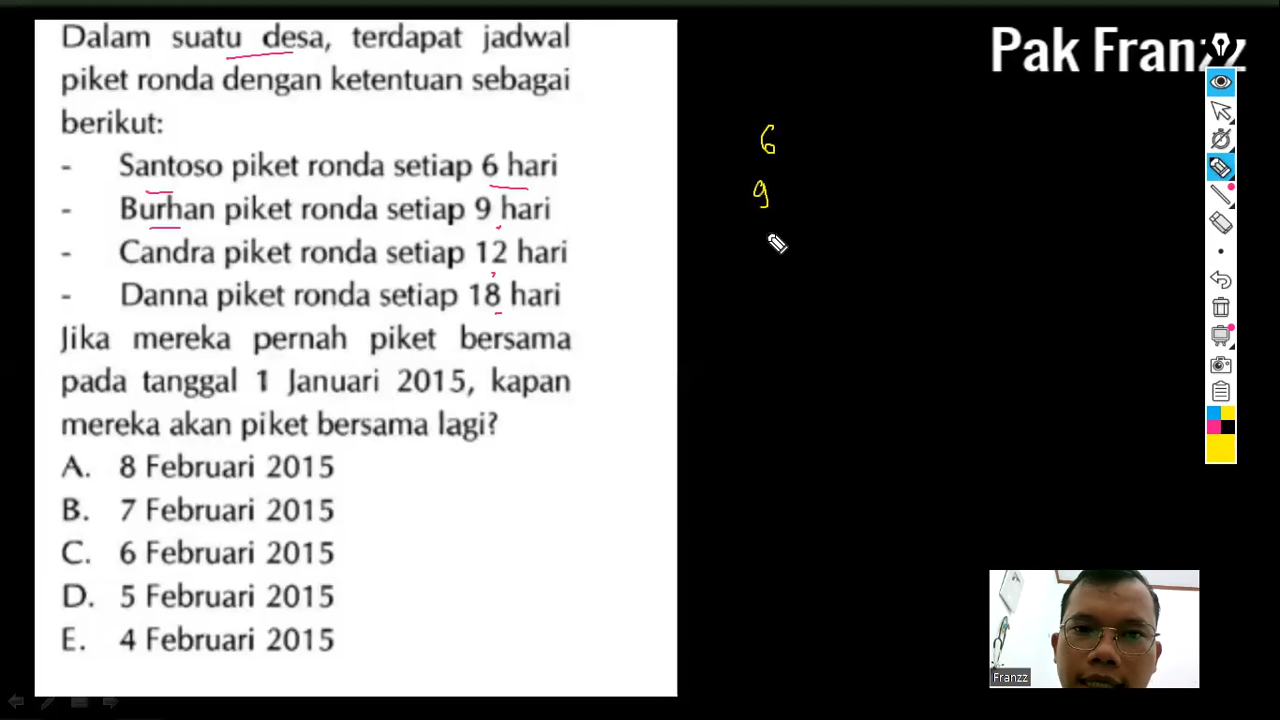 Dalam suatu desa, terdapat jadwal
piket ronda dengan ketentuan sebagai
berikut:
- Santoso piket ronda setiap 6 hari
- Burhan piket ronda setiap 9 hari
- Candra piket ronda setiap 12 hari
- Danna piket ronda setiap 18 hari
Jika mereka pernah piket bersama
pada tanggal 1 Januari 2015, kapan
mereka akan piket bersama lagi?
A. 8 Februari 2015
B. 7 Februari 2015
C. 6 Februari 2015
D. 5 Februari 2015
E. 4 Februari 2015
Pak Franzz
6
9
Franzz